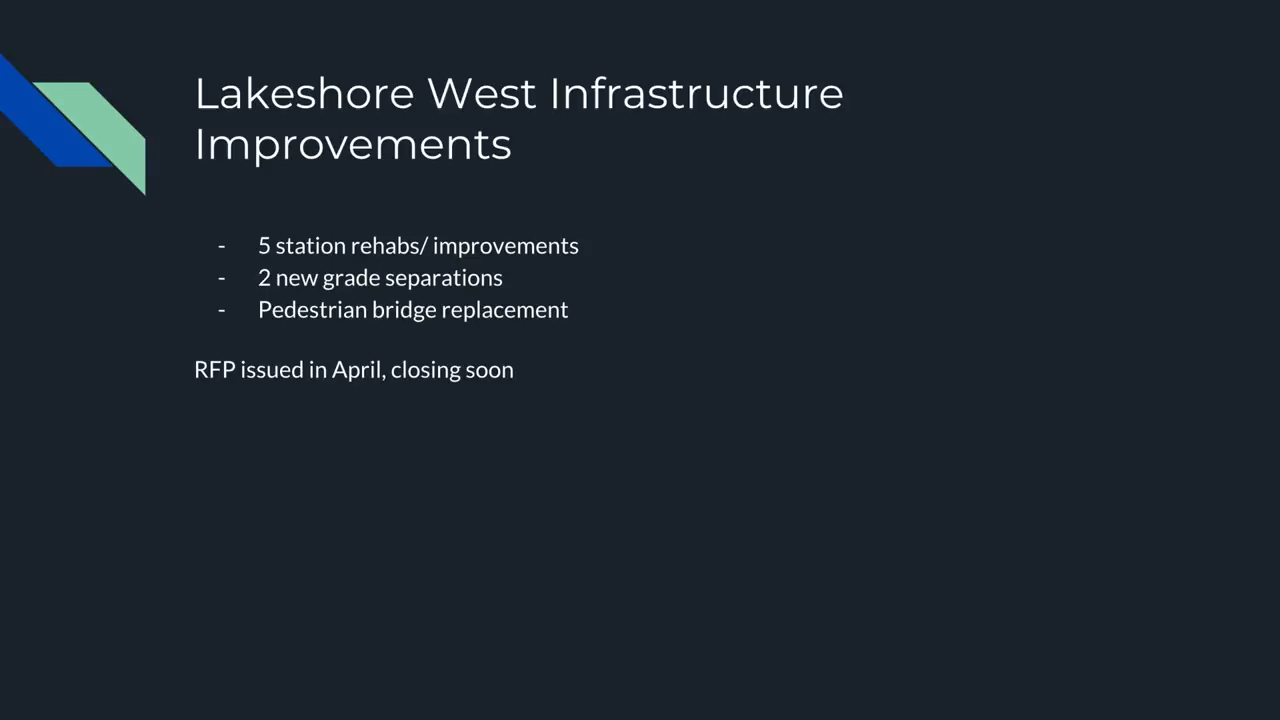 Lakeshore West Infrastructure
Improvements
- 5 station rehabs/ improvements
- 2 new grade separations
- Pedestrian bridge replacement
RFP issued in April, closing soon